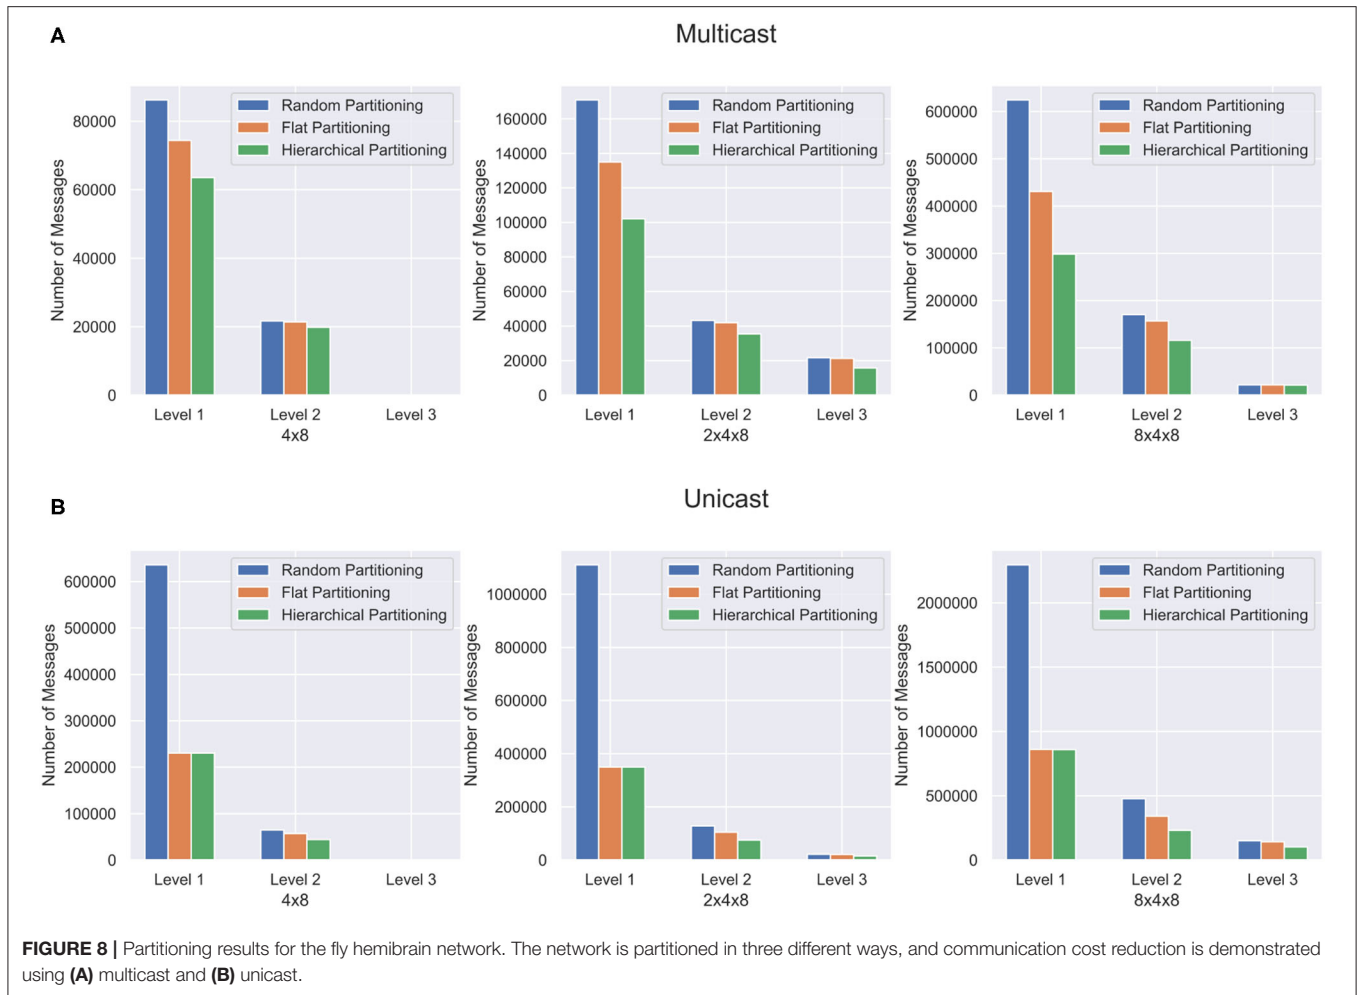 A
Multicast
Number of Messages
80000
60000
40000
20000
0
Random Partitioning
Flat Partitioning
Hierarchical Partitioning
Level 1
Level 2
Level 3
4x8
Number of Messages
160000
140000
120000
100000
80000
60000
40000
20000
0
Random Partitioning
Flat Partitioning
Hierarchical Partitioning
Level 1
Level 2
Level 3
2x4x8
Number of Messages
600000
500000
400000
300000
200000
100000
0
Random Partitioning
Flat Partitioning
Hierarchical Partitioning
Level 1
Level 2
Level 3
8x4x8
B
Unicast
Number of Messages
600000
500000
400000
300000
200000
100000
0
Random Partitioning
Flat Partitioning
Hierarchical Partitioning
Level 1
Level 2
Level 3
4x8
Number of Messages
1000000
800000
600000
400000
200000
0
Random Partitioning
Flat Partitioning
Hierarchical Partitioning
Level 1
Level 2
Level 3
2x4x8
Number of Messages
2000000
1500000
1000000
500000
0
Random Partitioning
Flat Partitioning
Hierarchical Partitioning
Level 1
Level 2
Level 3
8x4x8
FIGURE 8 | Partitioning results for the fly hemibrain network. The network is partitioned in three different ways, and communication cost reduction is demonstrated
using (A) multicast and (B) unicast.